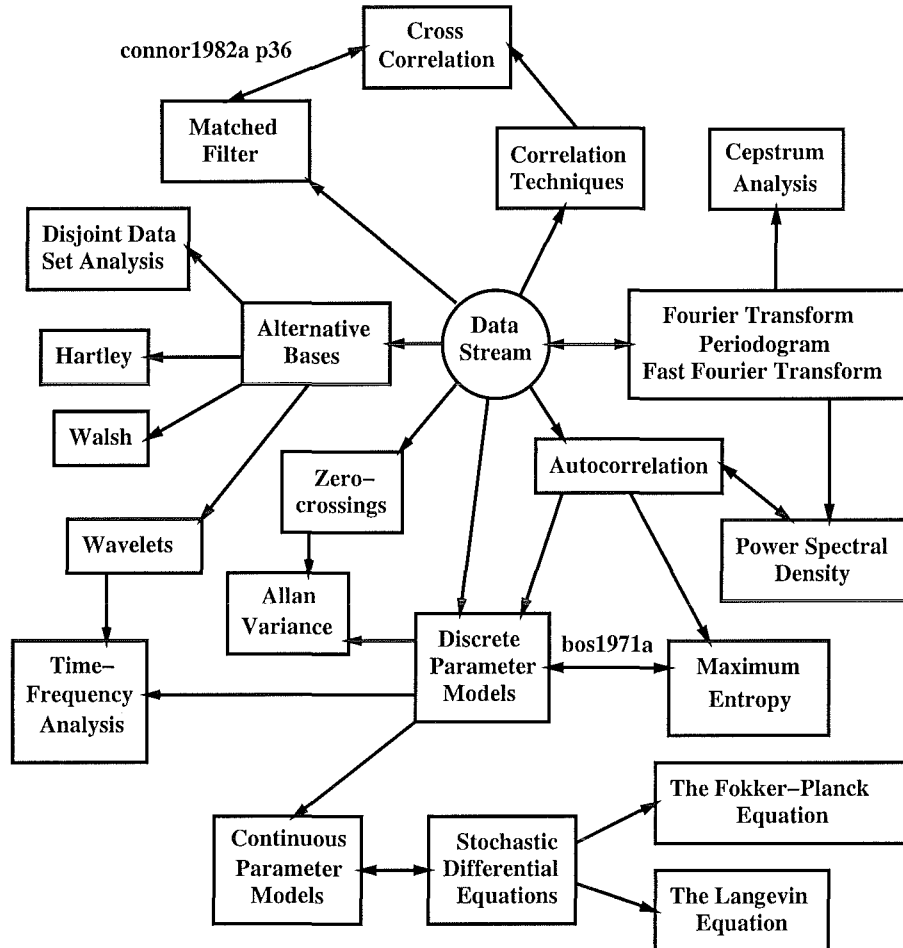 Cross
Correlation
connor1982a p36
Matched
Filter
Correlation
Techniques
Cepstrum
Analysis
Disjoint Data
Set Analysis
Alternative
Bases
Data
Stream
Fourier Transform
Periodogram
Fast Fourier Transform
Hartley
Walsh
Zero–
crossings
Autocorrelation
Wavelets
Power Spectral
Density
Allan
Variance
Discrete
Parameter
Models
bos1971a
Maximum
Entropy
Time–
Frequency
Analysis
The Fokker–Planck
Equation
Continuous
Parameter
Models
Stochastic
Differential
Equations
The Langevin
Equation